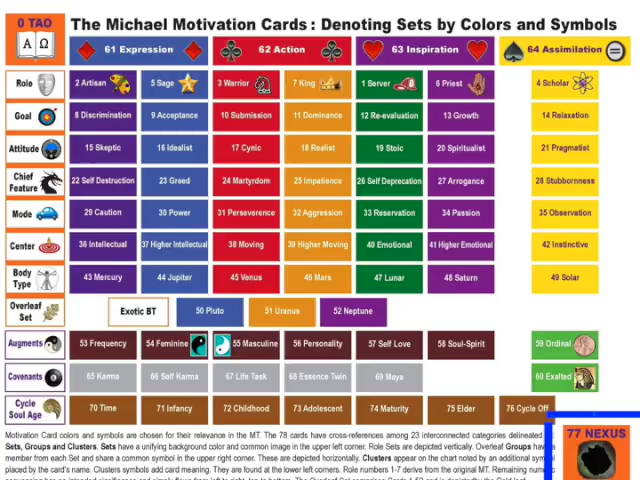 0 TAO
A Ω
The Michael Motivation Cards : Denoting Sets by Colors and Symbols
61 Expression 62 Action 63 Inspiration 64 Assimilation
Role 2 Artisan 5 Sage 3 Warrior 7 King 1 Server 6 Priest 4 Scholar
Goal 8 Discrimination 9 Acceptance 10 Submission 11 Dominance 12 Re-evaluation 13 Growth 14 Relaxation
Attitude 15 Skeptic 16 Idealist 17 Cynic 18 Realist 19 Stoic 20 Spiritualist 21 Pragmatist
Chief Feature 22 Self Destruction 23 Greed 24 Martyrdom 25 Impatience 26 Self Deprecation 27 Arrogance 28 Stubbornness
Mode 29 Caution 30 Power 31 Perseverance 32 Aggression 33 Reservation 34 Passion 35 Observation
Center 36 Intellectual 37 Higher Intellectual 38 Moving 39 Higher Moving 40 Emotional 41 Higher Emotional 42 Instinctive
Body Type 43 Mercury 44 Jupiter 45 Venus 46 Mars 47 Lunar 48 Saturn 49 Solar
Overleaf Set Exotic BT 50 Pluto 51 Uranus 52 Neptune
Augments 53 Frequency 54 Feminine 55 Masculine 56 Personality 57 Self Love 58 Soul-Spirit 59 Ordinal
Covenants 65 Karma 66 Self Karma 67 Life Task 68 Essence Twin 69 Maya 60 Exalted
Cycle Soul Age 70 Time 71 Infancy 72 Childhood 73 Adolescent 74 Maturity 75 Elder 76 Cycle Off
77 NEXUS
Motivation Card colors and symbols are chosen for their relevance in the MT. The 78 cards have cross-references among 23 interconnected categories delineated
Sets, Groups and Clusters. Sets have a unifying background color and common image in the upper left corner. Role Sets are depicted vertically. Overleaf Groups have a
member from each Set and share a common symbol in the upper right corner. These are depicted horizontally. Clusters appear on the chart noted by an additional
placed by the card's name. Clusters symbols add card meaning. They are found at the lower left corners. Role numbers 1-7 derive from the original MT. Remaining